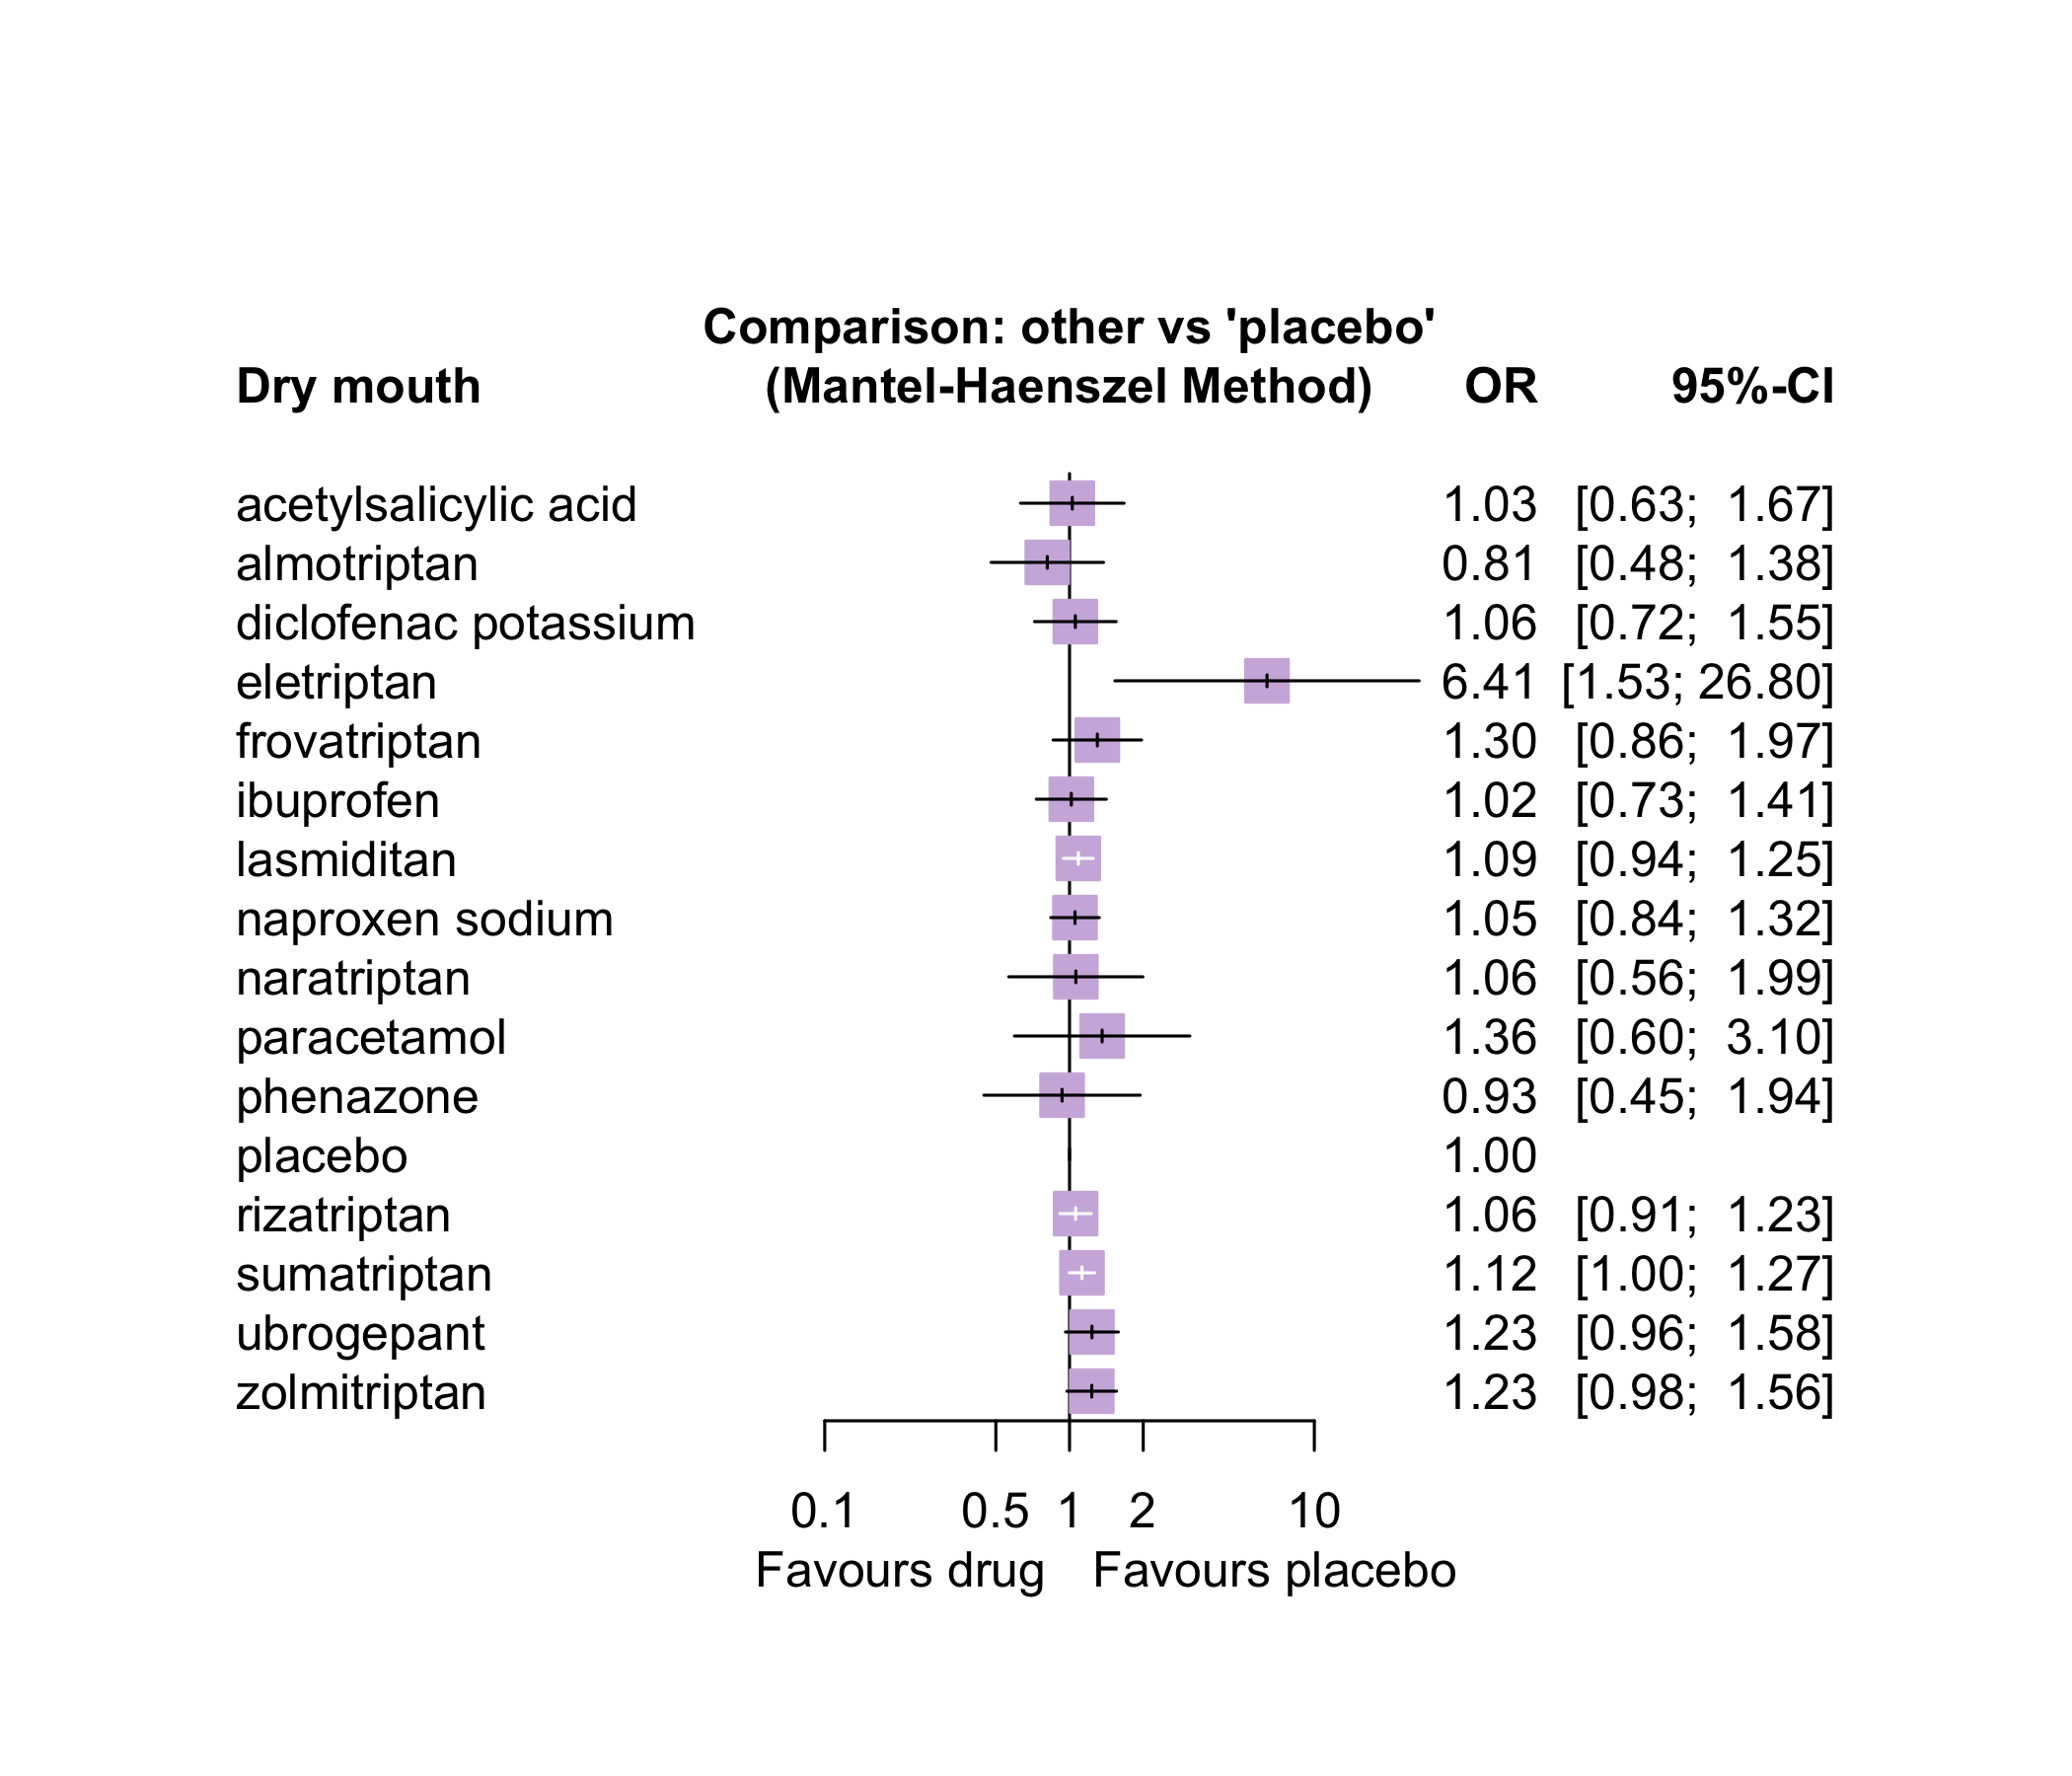 Comparison: other vs 'placebo'
Dry mouth (Mantel-Haenszel Method) OR 95%-CI
acetylsalicylic acid 1.03 [0.63; 1.67]
almotriptan 0.81 [0.48; 1.38]
diclofenac potassium 1.06 [0.72; 1.55]
eletriptan 6.41 [1.53; 26.80]
frovatriptan 1.30 [0.86; 1.97]
ibuprofen 1.02 [0.73; 1.41]
lasmiditan 1.09 [0.94; 1.25]
naproxen sodium 1.05 [0.84; 1.32]
naratriptan 1.06 [0.56; 1.99]
paracetamol 1.36 [0.60; 3.10]
phenazone 0.93 [0.45; 1.94]
placebo 1.00
rizatriptan 1.06 [0.91; 1.23]
sumatriptan 1.12 [1.00; 1.27]
ubrogepant 1.23 [0.96; 1.58]
zolmitriptan 1.23 [0.98; 1.56]
0.1 0.5 1 2 10
Favours drug Favours placebo